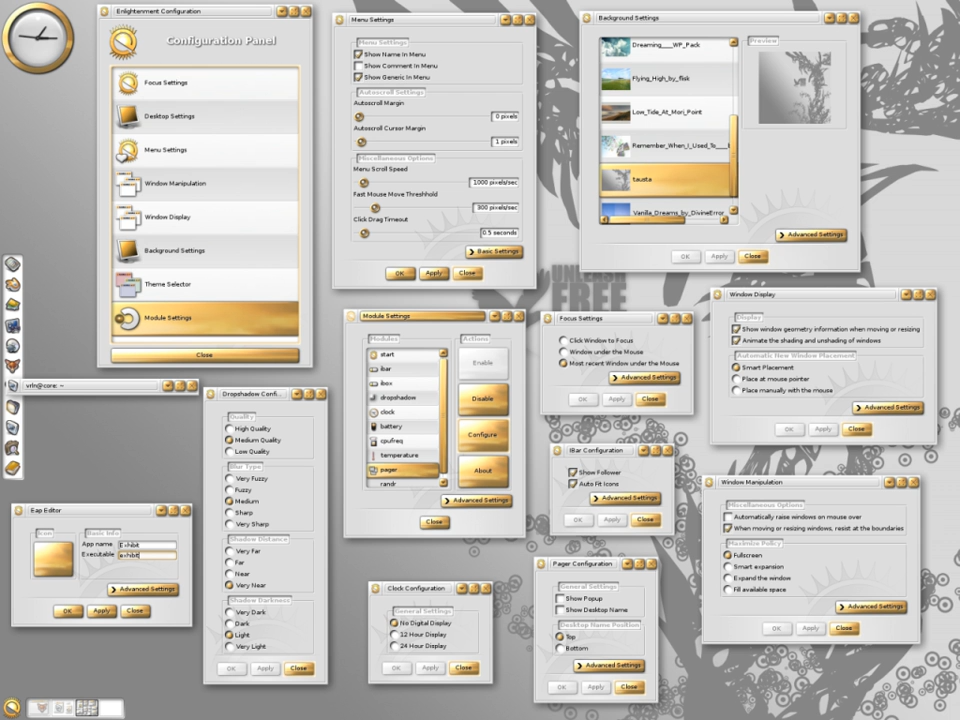 Enlightenment Configuration
Configuration Panel
Focus Settings
Desktop Settings
Menu Settings
Window Manipulation
Window Display
Background Settings
Theme Selector
Module Settings
Close
Menu Settings
Menu Settings
Show Name In Menu
Show Comment In Menu
Show Generic In Menu
Autoscroll Settings
Autoscroll Margin
0 pixels
Autoscroll Cursor Margin
1 pixels
Miscellaneous Options
Menu Scroll Speed
1000 pixels/sec
Fast Mouse Move Threshhold
300 pixels/sec
Click Drag Timeout
0.5 seconds
Basic Settings
OK Apply Close
Background Settings
Dreaming___WP_Pack
Flying_High_by_flisk
Low_Tide_At_Mori_Point
Remember_When_I_Used_To___
tausta
Vanilla_Dreams_by_DivineError
Preview
Advanced Settings
OK Apply Close
UNLEASH
FREE
Module Settings
Modules
start
ibar
ibox
dropshadow
clock
battery
cpufreq
temperature
pager
randr
Actions
Enable
Disable
Configure
About
Advanced Settings
Close
Focus Settings
Click Window to Focus
Window under the Mouse
Most recent Window under the Mouse
Advanced Settings
OK Apply Close
Window Display
Display
Show window geometry information when moving or resizing
Animate the shading and unshading of windows
Automatic New Window Placement
Smart Placement
Place at mouse pointer
Place manually with the mouse
Advanced Settings
OK Apply Close
vrln@core: ~
Dropshadow Confi...
Quality
High Quality
Medium Quality
Low Quality
Blur Type
Very Fuzzy
Fuzzy
Medium
Sharp
Very Sharp
Shadow Distance
Very Far
Far
Near
Very Near
Shadow Darkness
Very Dark
Dark
Light
Very Light
OK Apply Close
IBar Configuration
Show Follower
Auto Fit Icons
Advanced Settings
OK Apply Close
Window Manipulation
Miscellaneous Options
Automatically raise windows on mouse over
When moving or resizing windows, resist at the boundaries
Maximize Policy
Fullscreen
Smart expansion
Expand the window
Fill available space
Advanced Settings
OK Apply Close
Eap Editor
Icon
Basic Info
App name Exhibit
Executable exhibit
Advanced Settings
OK Apply Close
Clock Configuration
General Settings
No Digital Display
12 Hour Display
24 Hour Display
OK Apply Close
Pager Configuration
General Settings
Show Popup
Show Desktop Name
Desktop Name Position
Top
Bottom
Advanced Settings
OK Apply Close